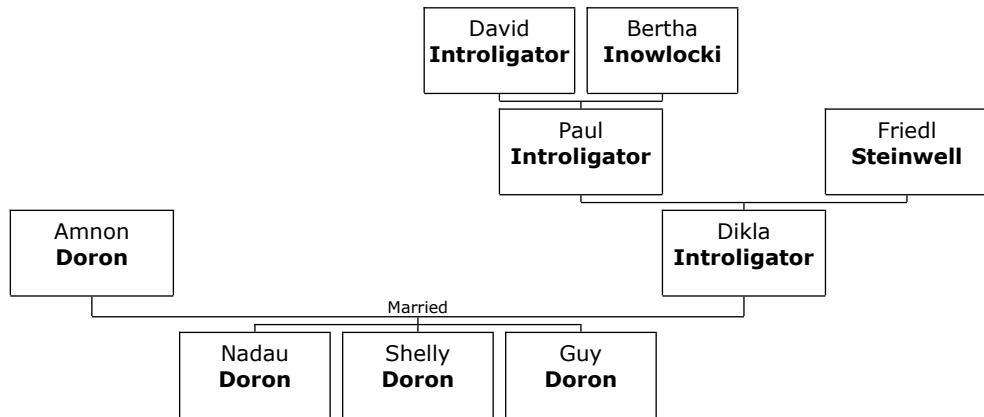 David
Introligator
Bertha
Inowlocki
Paul
Introligator
Friedl
Steinwell
Amnon
Doron
Dikla
Introligator
Married
Nadau
Doron
Shelly
Doron
Guy
Doron